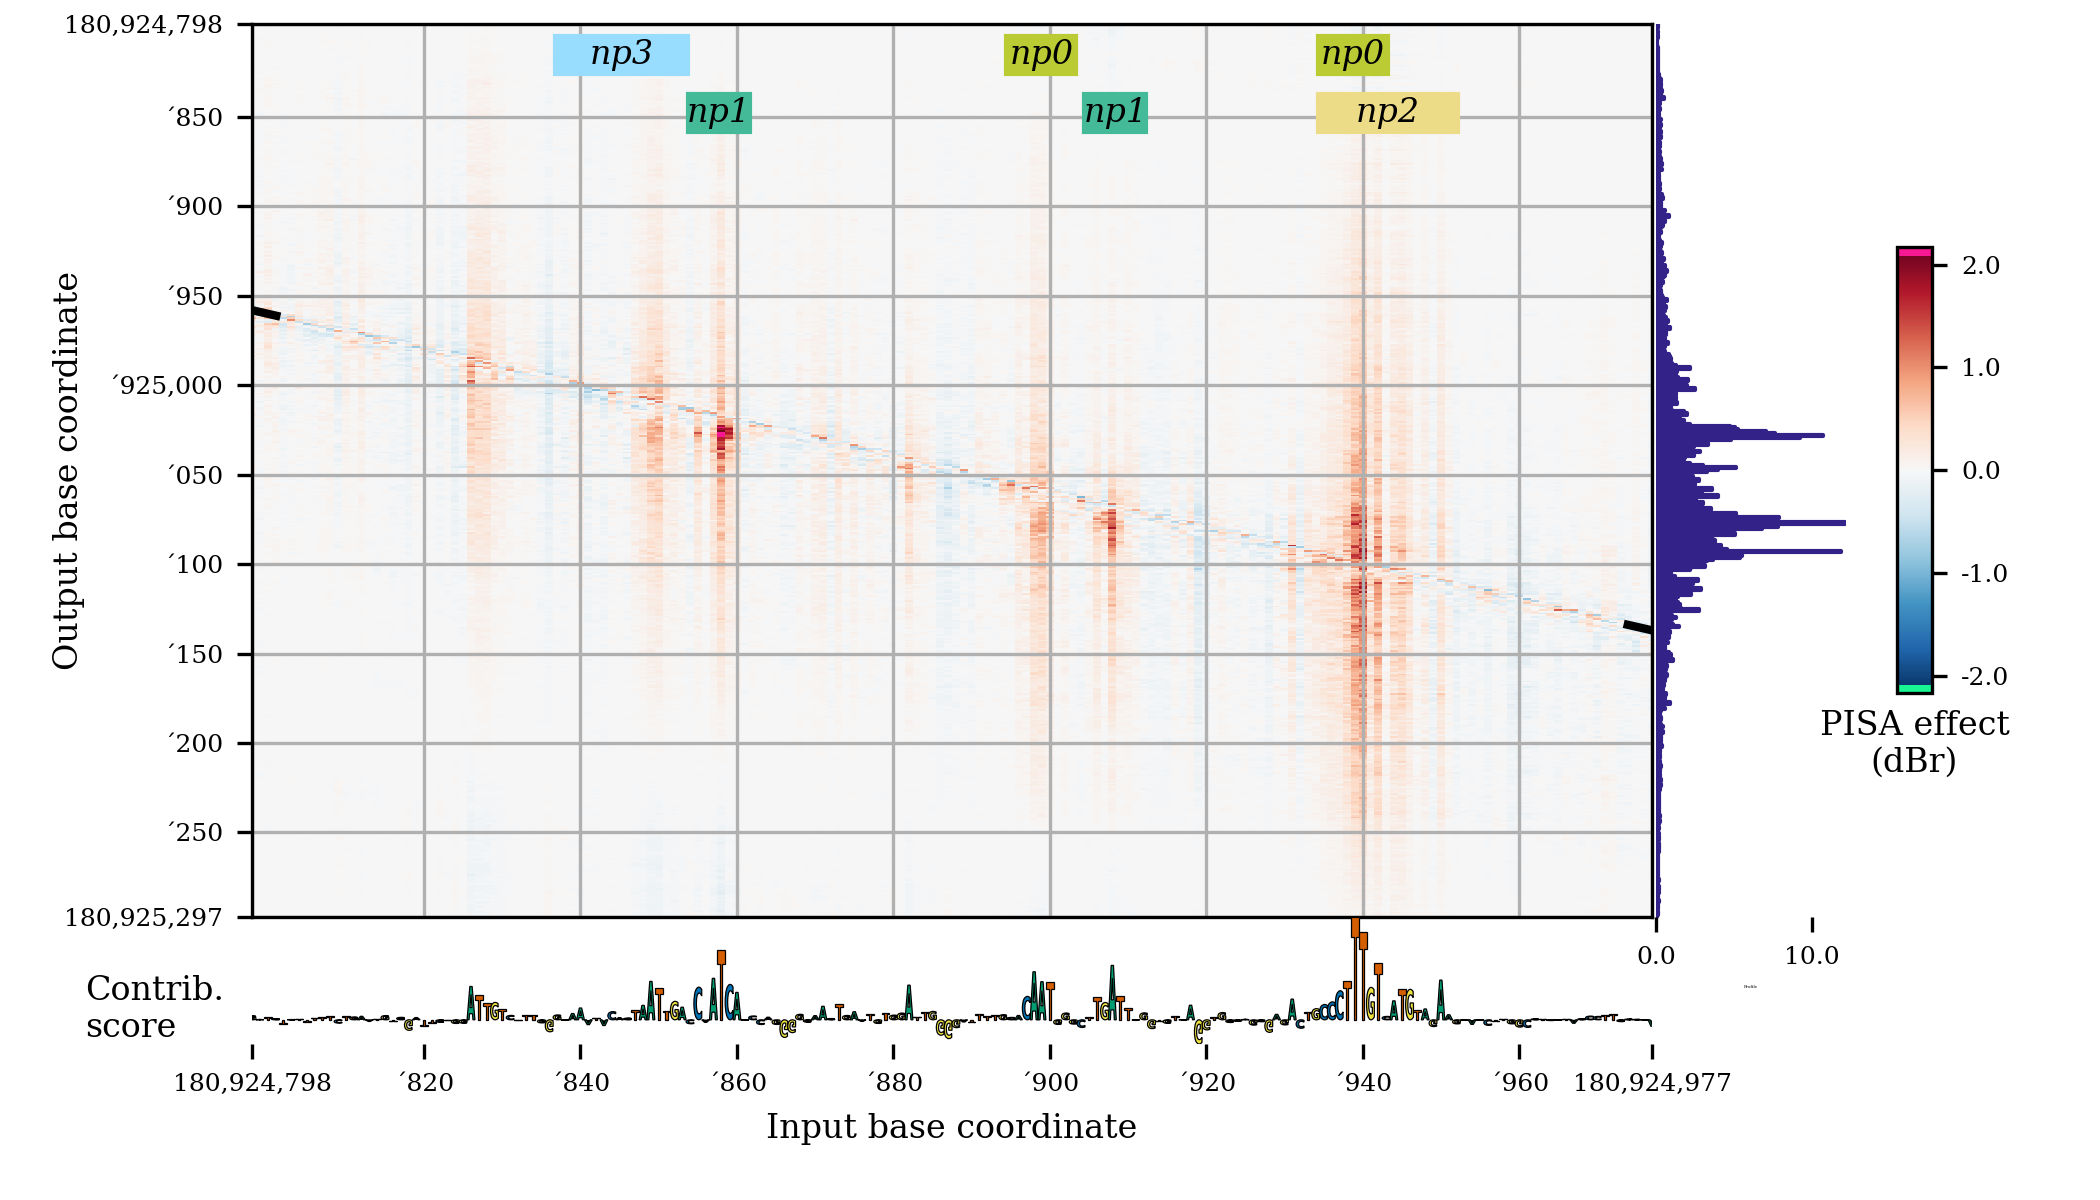 180,924,798
´850
´900
´950
´925,000
´050
´100
´150
´200
´250
180,925,297
Output base coordinate
np3
np0
np0
np1
np1
np2
2.0
1.0
0.0
-1.0
-2.0
PISA effect
(dBr)
0.0
10.0
Profile
Contrib.
score
180,924,798
´820
´840
´860
´880
´900
´920
´940
´960
180,924,977
Input base coordinate